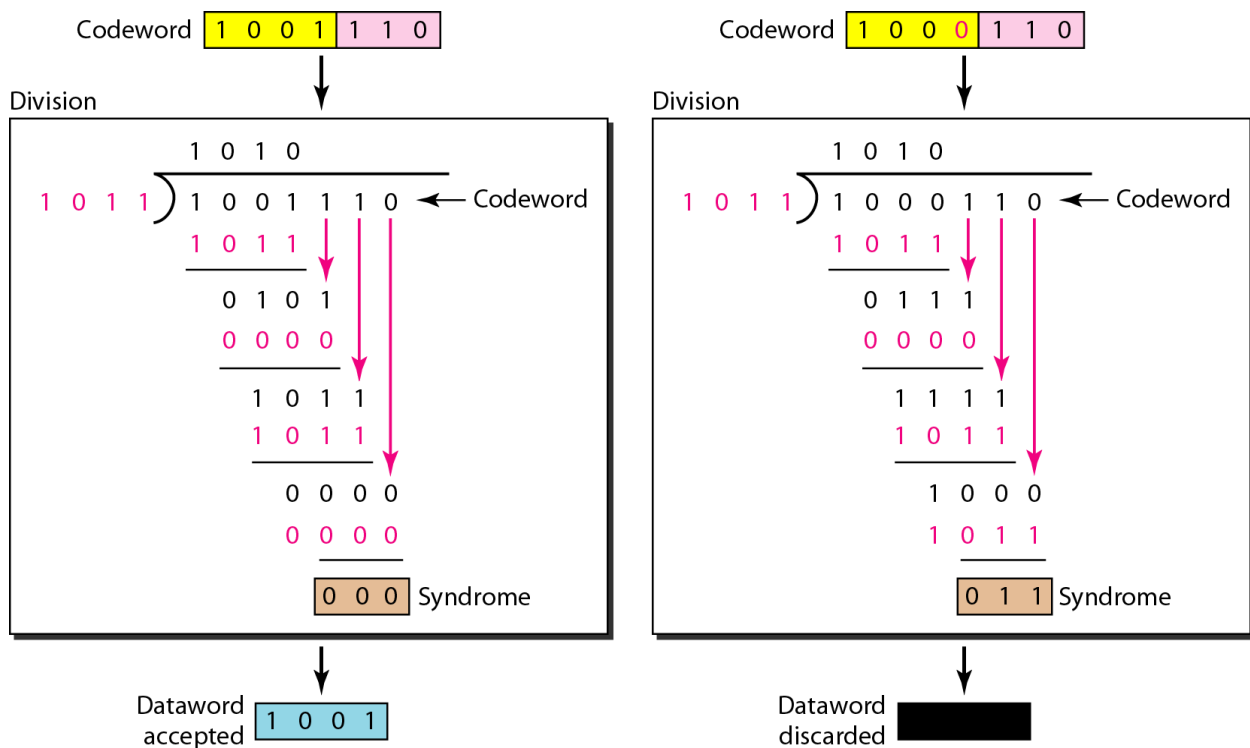 Codeword 1 0 0 1 1 1 0
Division
1 0 1 0
1 0 1 1 1 0 0 1 1 1 0 Codeword
1 0 1 1
0 1 0 1
0 0 0 0
1 0 1 1
1 0 1 1
0 0 0 0
0 0 0 0
0 0 0 Syndrome
Dataword
accepted
1 0 0 1
Codeword 1 0 0 0 1 1 0
Division
1 0 1 0
1 0 1 1 1 0 0 0 1 1 0 Codeword
1 0 1 1
0 1 1 1
0 0 0 0
1 1 1 1
1 0 1 1
1 0 0 0
1 0 1 1
0 1 1 Syndrome
Dataword
discarded